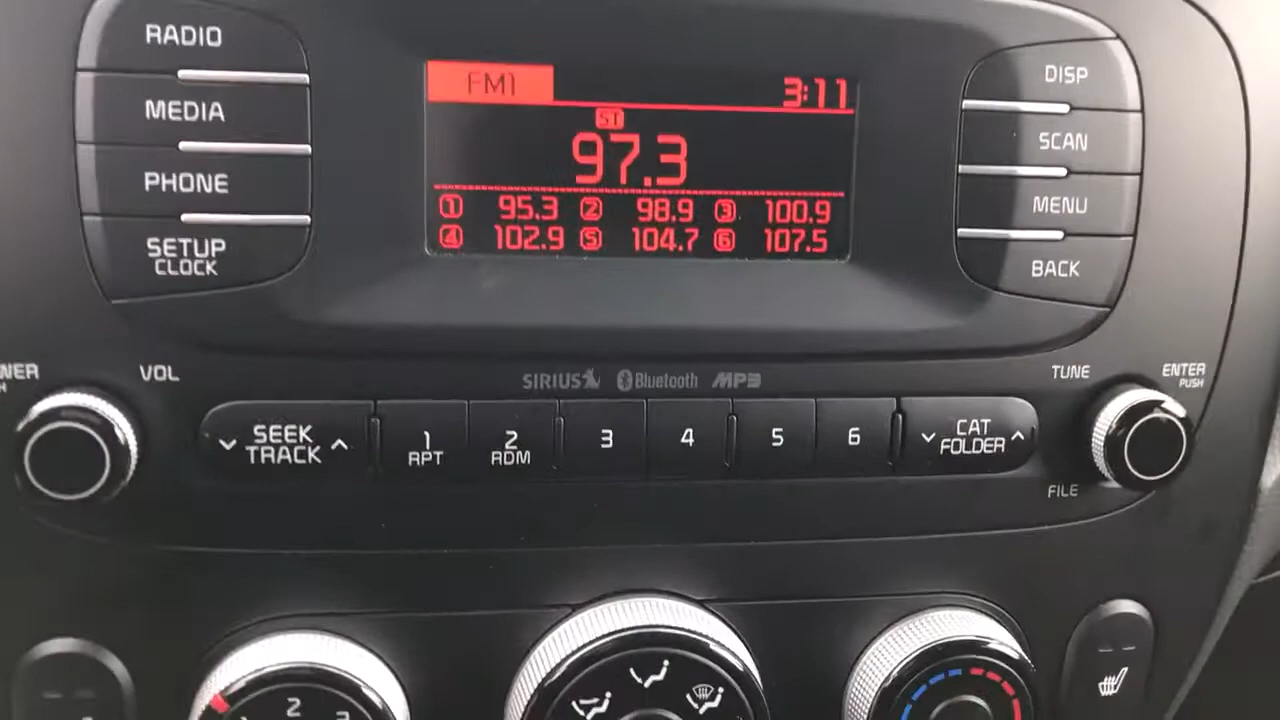 RADIO
MEDIA
PHONE
SETUP
CLOCK
FM1 3:11
ST
97.3
1 95.3 2 98.9 3 100.9
4 102.9 5 104.7 6 107.5
DISP
SCAN
MENU
BACK
VOL
SIRIUS Bluetooth MP3
TUNE
ENTER
PUSH
SEEK
TRACK
1
RPT
2
RDM
3
4
5
6
CAT
FOLDER
FILE
2
3